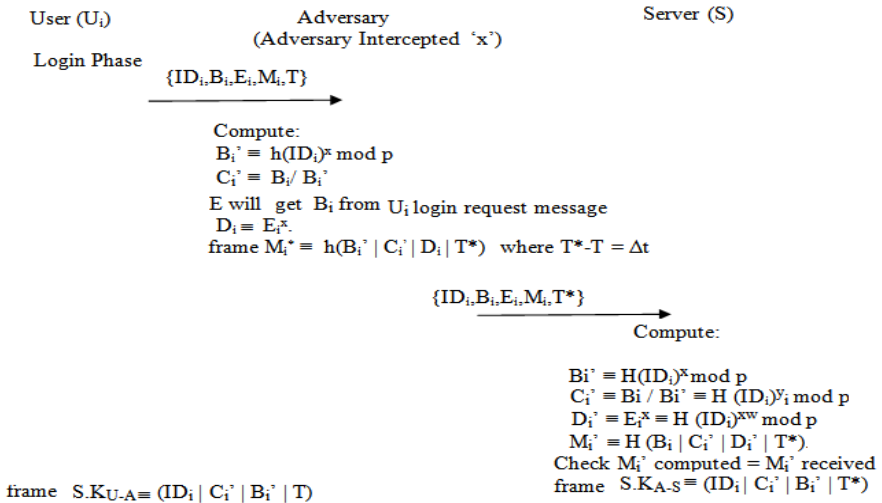 User (Uᵢ) Adversary Server (S)
(Adversary Intercepted ‘x’)
Login Phase
{IDᵢ,Bᵢ,Eᵢ,Mᵢ,T}
Compute:
Bᵢ’ ≡ h(IDᵢ)ˣ mod p
Cᵢ’ ≡ Bᵢ/ Bᵢ’
E will get Bᵢ from Uᵢ login request message
Dᵢ ≡ Eᵢˣ.
frame Mᵢ* ≡ h(Bᵢ’ | Cᵢ’ | Dᵢ | T*) where T*-T = Δt
{IDᵢ,Bᵢ,Eᵢ,Mᵢ,T*}
Compute:
Bi’ ≡ H(IDᵢ)ˣ mod p
Cᵢ’ ≡ Bi / Bi’ ≡ H (IDᵢ)ʸᵢ mod p
Dᵢ’ ≡ Eᵢˣ ≡ H (IDᵢ)ˣʷ mod p
Mᵢ’ ≡ H (Bᵢ | Cᵢ’ | Dᵢ’ | T*).
Check Mᵢ’ computed = Mᵢ’ received
frame S.K_U-A ≡ (IDᵢ | Cᵢ’ | Bᵢ’ | T) frame S.K_A-S ≡ (IDᵢ | Cᵢ’ | Bᵢ’ | T*)